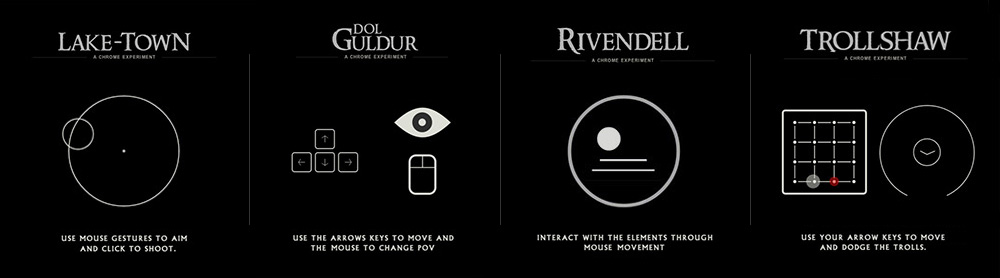 LAKE-TOWN
A CHROME EXPERIMENT
USE MOUSE GESTURES TO AIM
AND CLICK TO SHOOT.
DOL
GULDUR
A CHROME EXPERIMENT
USE THE ARROWS KEYS TO MOVE AND
THE MOUSE TO CHANGE POV
RIVENDELL
A CHROME EXPERIMENT
INTERACT WITH THE ELEMENTS THROUGH
MOUSE MOVEMENT
TROLLSHAW
A CHROME EXPERIMENT
USE YOUR ARROW KEYS TO MOVE
AND DODGE THE TROLLS.